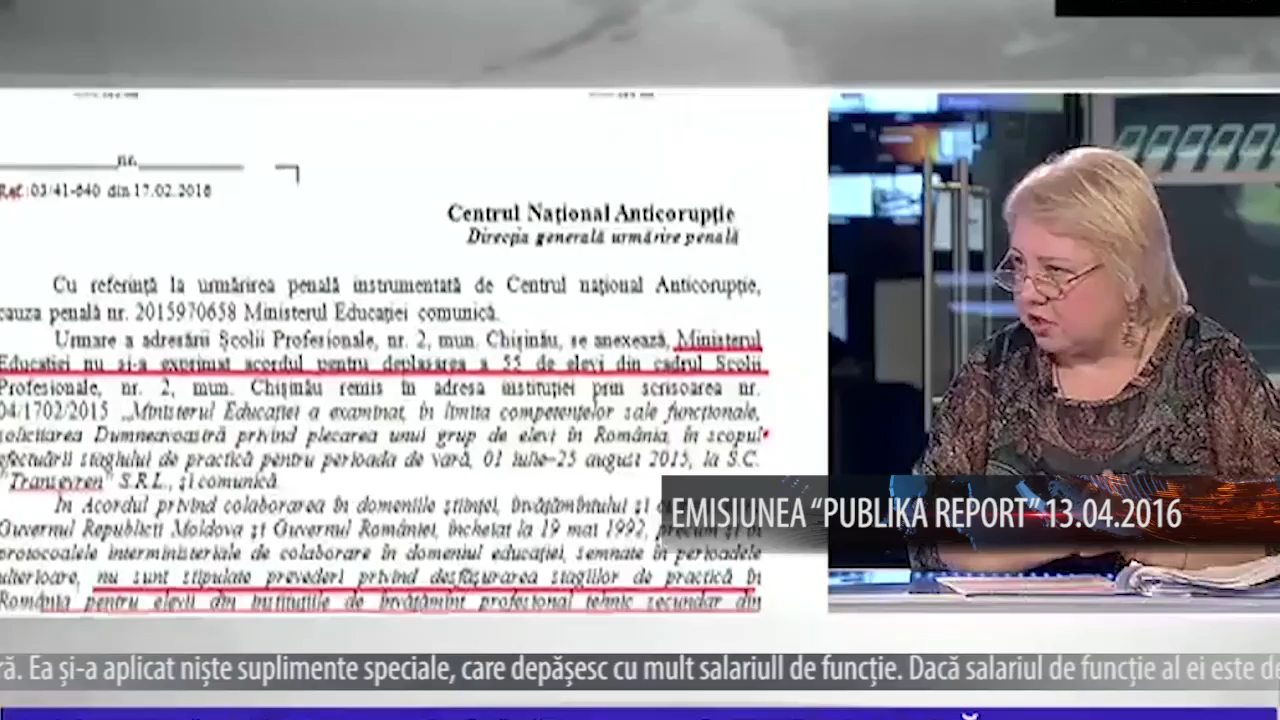 nr.
Ref.: 03/41-640 din 17.02.2016
Centrul Național Anticorupție
Direcția generală urmărire penală
Cu referință la urmărirea penală instrumentată de Centrul național Anticorupție,
cauza penală nr. 2015970658 Ministerul Educației comunică.
Urmare a adresării Școlii Profesionale, nr. 2, mun. Chișinău, se anexează, Ministerul
Educației nu și-a exprimat acordul pentru deplasarea a 55 de elevi din cadrul Școlii
Profesionale, nr. 2, mun. Chișinău remis în adresa instituției prin scrisoarea nr.
04/1702/2015 „Ministerul Educației a examinat, în limita competențelor sale funcționale,
solicitarea Dumneavoastră privind plecarea unui grup de elevi în România, în scopul
efectuării stagiului de practică pentru perioada de vară, 01 iulie–25 august 2015, la S.C.
"Transevren" S.R.L., și comunică
În Acordul privind colaborarea în domeniile științei, învățămîntului și
Guvernul Republicii Moldova și Guvernul României, încheiat la 19 mai 1992, precum și în
protocoalele interministeriale de colaborare în domeniul educației, semnate în perioadele
ulterioare, nu sunt stipulate prevederi privind desfășurarea stagiilor de practică în
România pentru elevii din instituțiile de învățămînt profesional tehnic secundar din
EMISIUNEA “PUBLIKA REPORT” 13.04.2016
ră. Ea și-a aplicat niște suplimente speciale, care depășesc cu mult salariull de funcție. Dacă salariul de funcție al ei este de